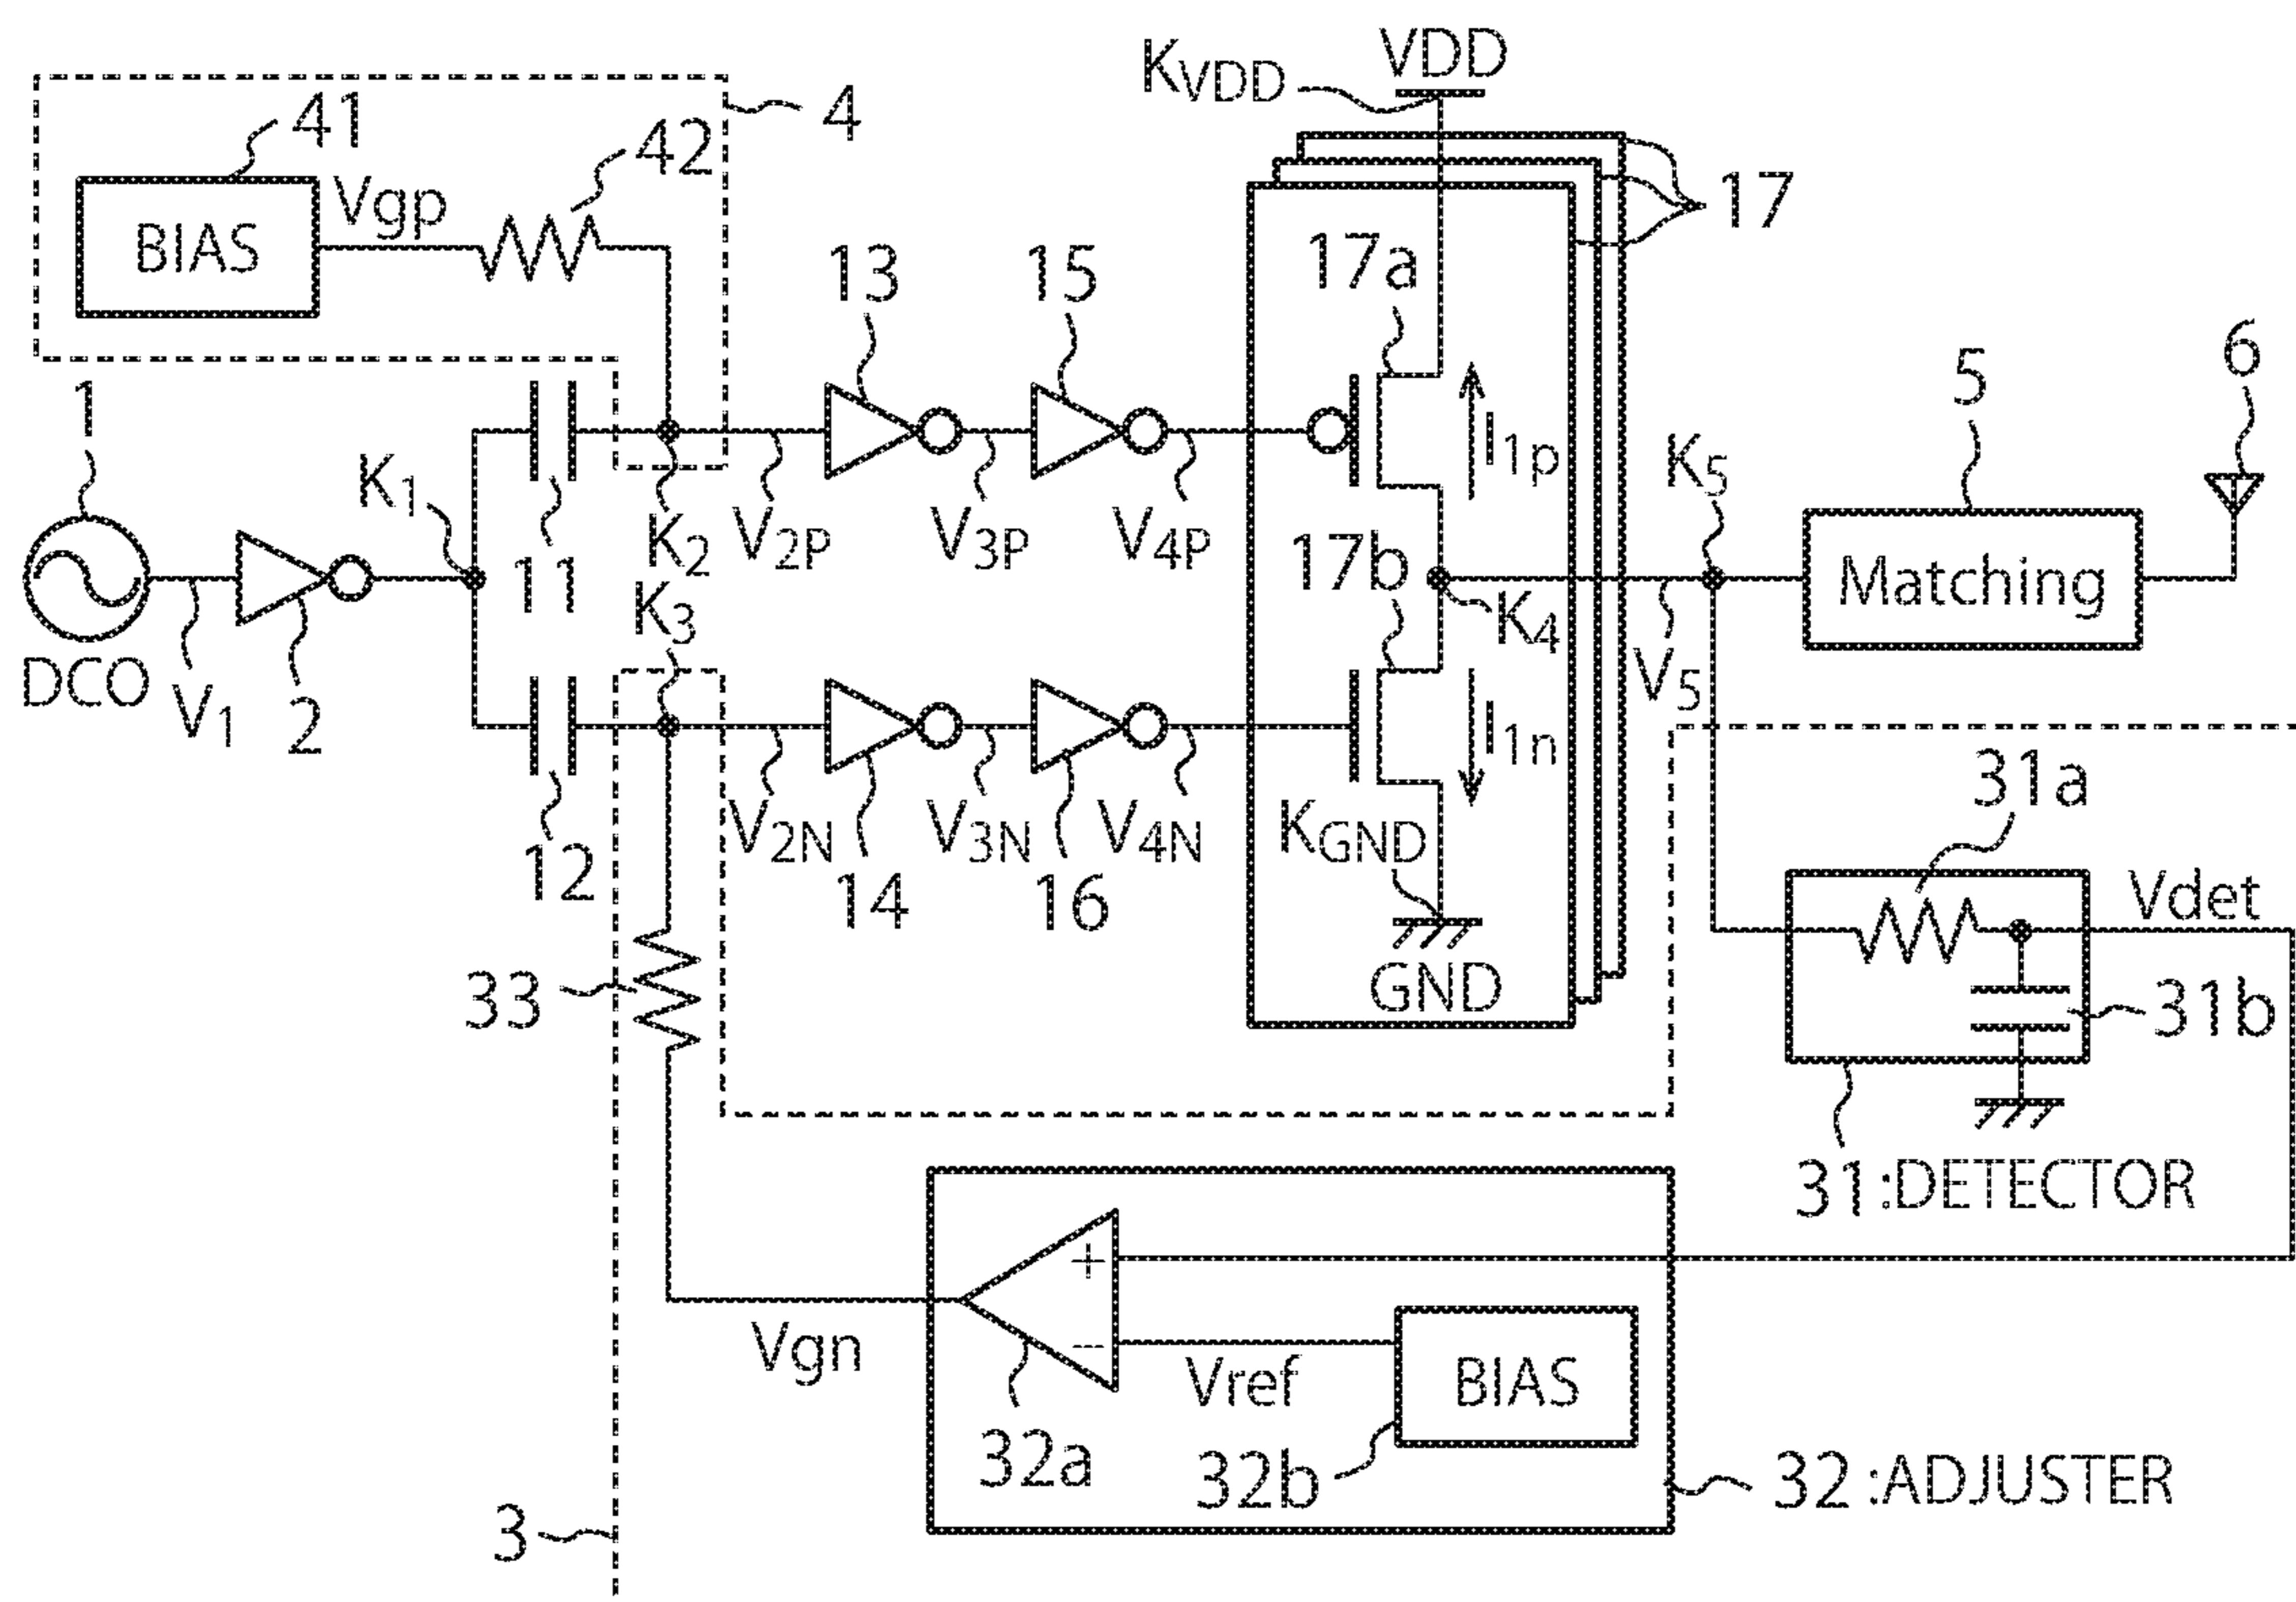 K_VDD VDD
41 42 4
Vgp
BIAS
17
13 15 17a
1 6
5
K1 I1p K5
11 K2 V2P V3P V4P
17b
K3 K4 Matching
DCO V1 2 V5
I1n 31a
12 V2N V3N V4N K_GND
14 16 Vdet
33 GND 31b
31 :DETECTOR
+
Vgn −
Vref BIAS
32a 32b 32 :ADJUSTER
3